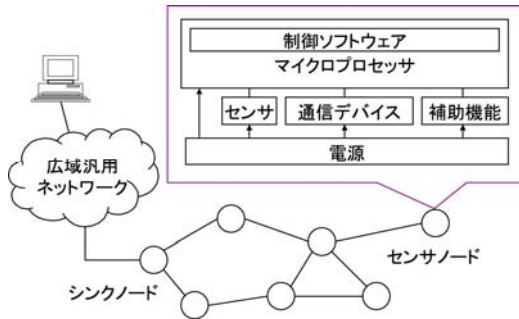 制御ソフトウェア
マイクロプロセッサ
センサ
通信デバイス
補助機能
電源
広域汎用
ネットワーク
センサノード
シンクノード